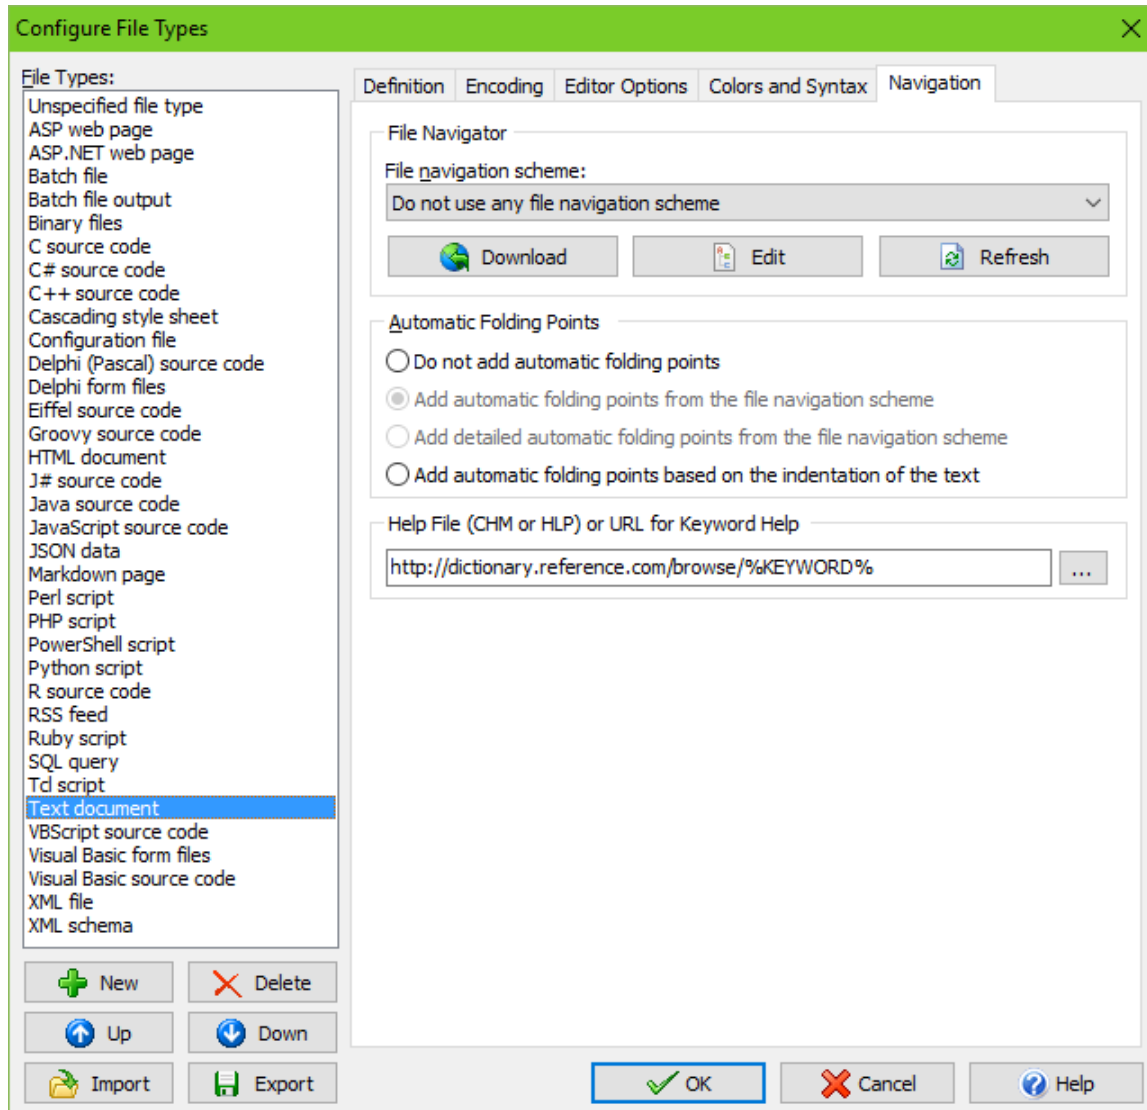 Configure File Types
File Types:
Unspecified file type
ASP web page
ASP.NET web page
Batch file
Batch file output
Binary files
C source code
C# source code
C++ source code
Cascading style sheet
Configuration file
Delphi (Pascal) source code
Delphi form files
Eiffel source code
Groovy source code
HTML document
J# source code
Java source code
JavaScript source code
JSON data
Markdown page
Perl script
PHP script
PowerShell script
Python script
R source code
RSS feed
Ruby script
SQL query
Tcl script
Text document
VBScript source code
Visual Basic form files
Visual Basic source code
XML file
XML schema
New
Delete
Up
Down
Import
Export
Definition
Encoding
Editor Options
Colors and Syntax
Navigation
File Navigator
File navigation scheme:
Do not use any file navigation scheme
Download
Edit
Refresh
Automatic Folding Points
Do not add automatic folding points
Add automatic folding points from the file navigation scheme
Add detailed automatic folding points from the file navigation scheme
Add automatic folding points based on the indentation of the text
Help File (CHM or HLP) or URL for Keyword Help
http://dictionary.reference.com/browse/%KEYWORD%
...
OK
Cancel
Help